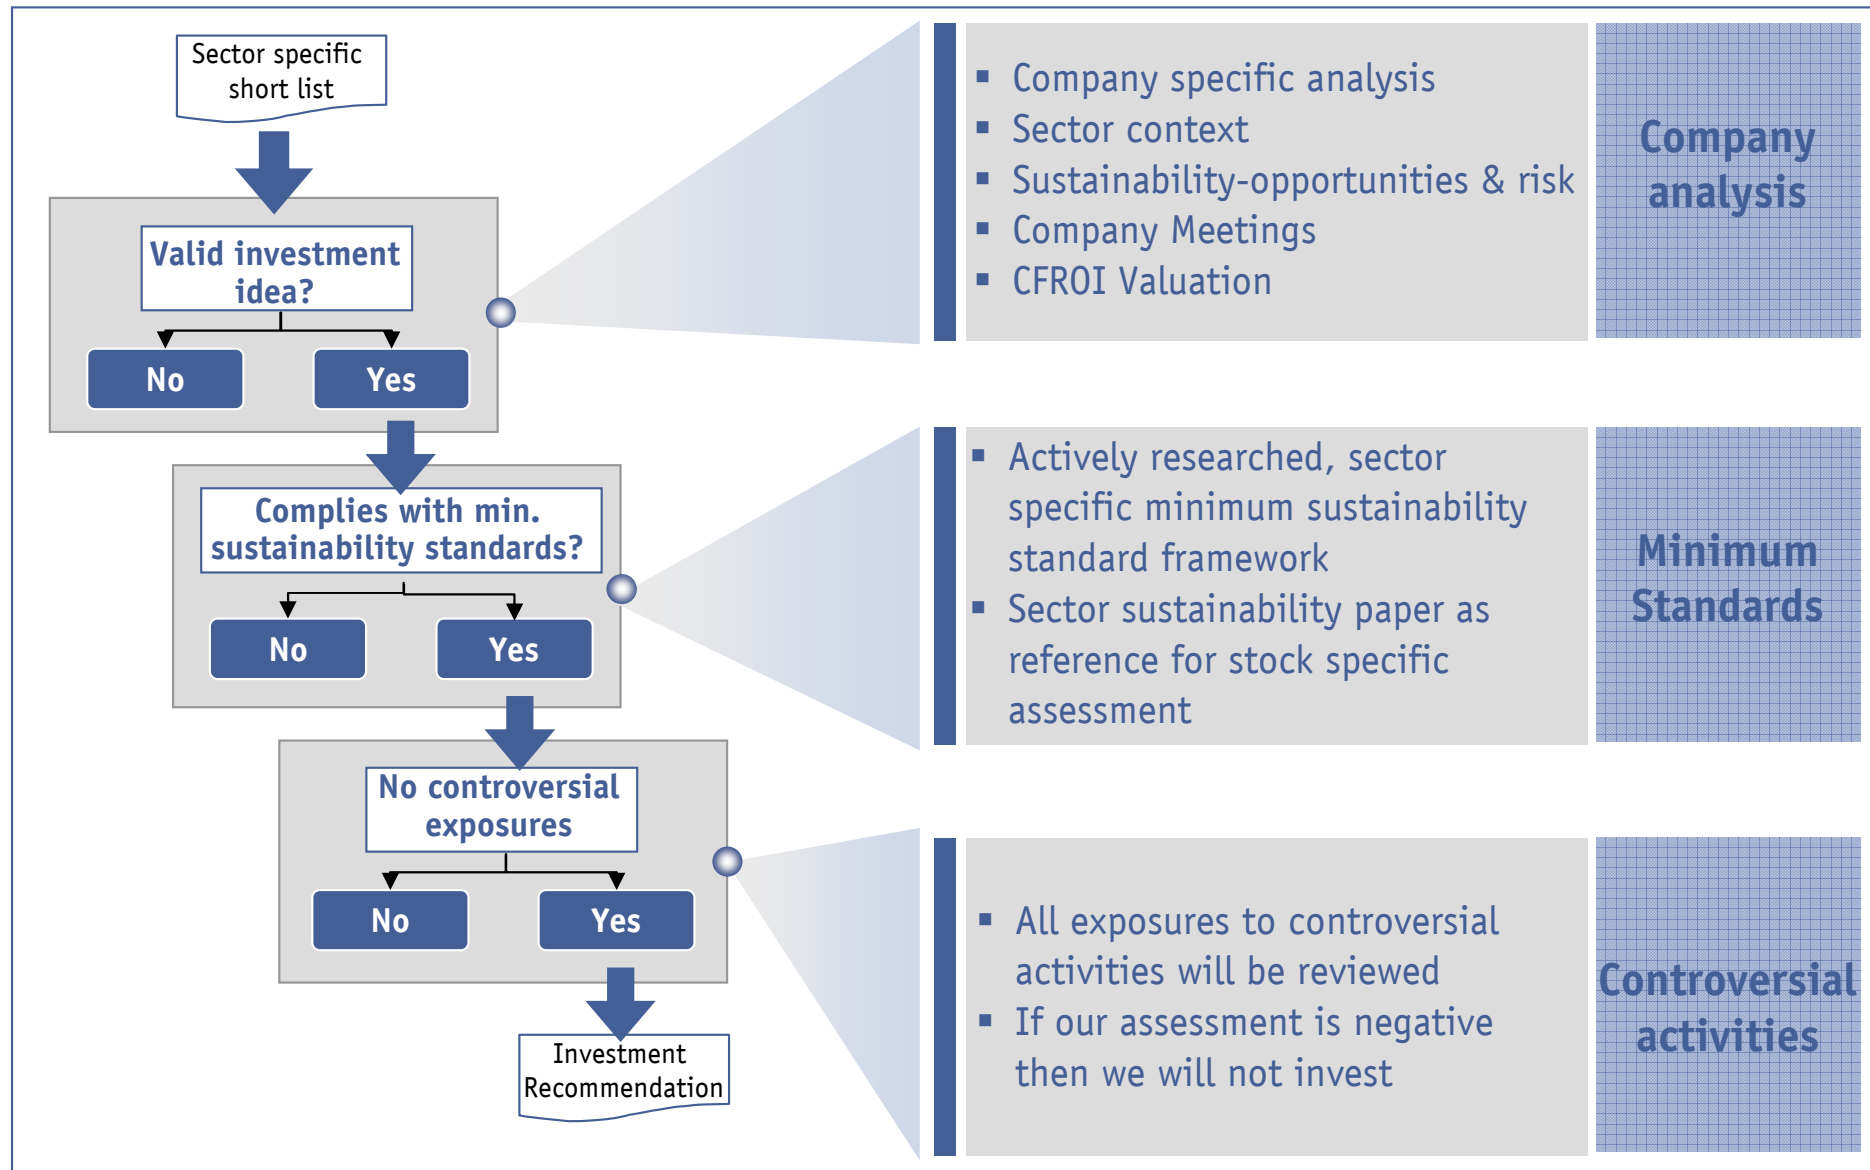 Sector specific
short list
Valid investment
idea?
No
Yes
Complies with min.
sustainability standards?
No
Yes
No controversial
exposures
No
Yes
Investment
Recommendation
▪ Company specific analysis
▪ Sector context
▪ Sustainability-opportunities & risk
▪ Company Meetings
▪ CFROI Valuation
Company
analysis
▪ Actively researched, sector
specific minimum sustainability
standard framework
▪ Sector sustainability paper as
reference for stock specific
assessment
Minimum
Standards
▪ All exposures to controversial
activities will be reviewed
▪ If our assessment is negative
then we will not invest
Controversial
activities